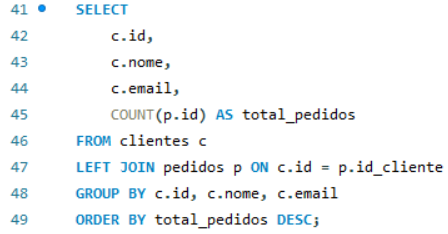 41 SELECT
42 c.id,
43 c.nome,
44 c.email,
45 COUNT(p.id) AS total_pedidos
46 FROM clientes c
47 LEFT JOIN pedidos p ON c.id = p.id_cliente
48 GROUP BY c.id, c.nome, c.email
49 ORDER BY total_pedidos DESC;